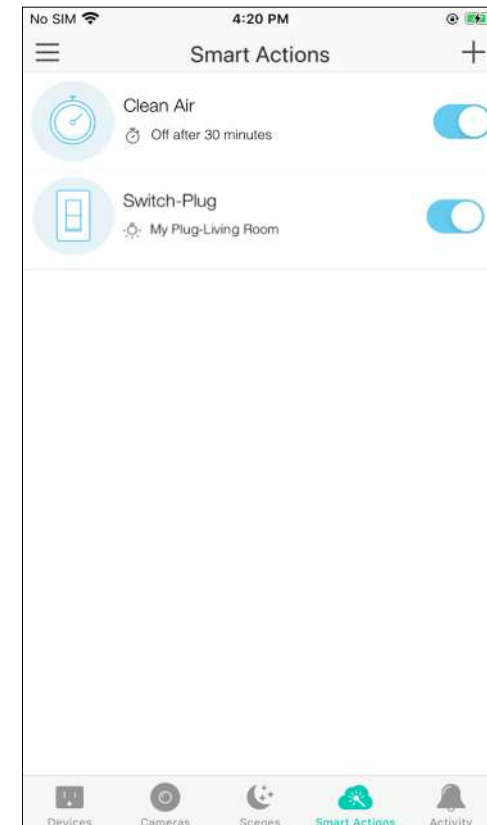 No SIM 4:20 PM
Smart Actions
Clean Air
Off after 30 minutes
Switch-Plug
My Plug-Living Room
Devices Cameras Scenes Smart Actions Activity